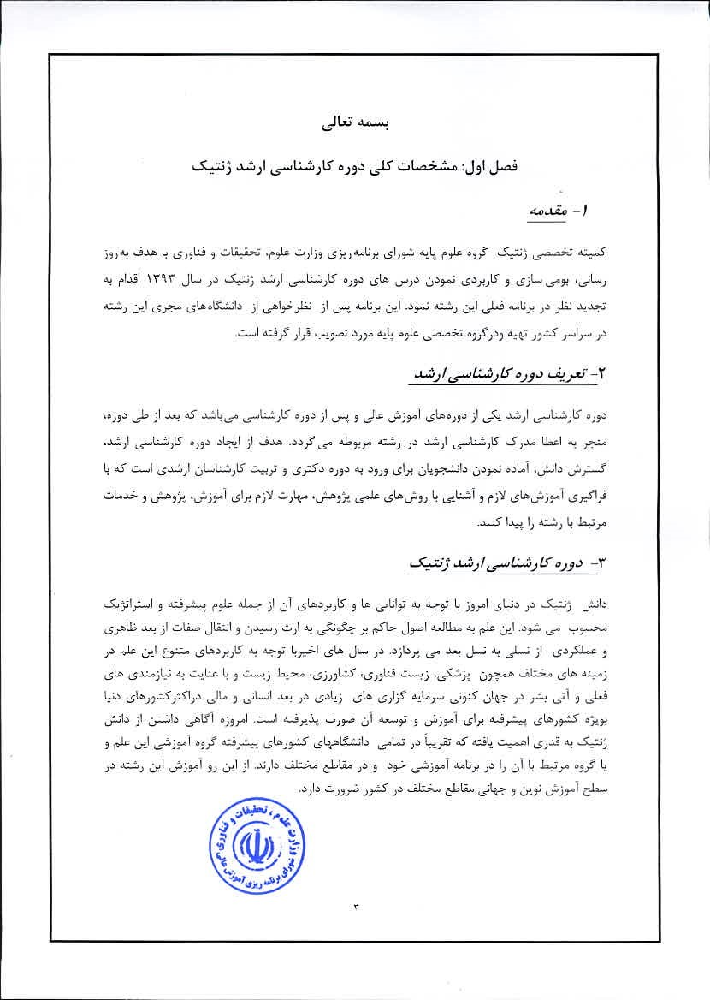 بسمه تعالی
فصل اول: مشخصات کلی دوره کارشناسی ارشد ژنتیک
۱- مقدمه
کمیته تخصصی ژنتیک گروه علوم پایه شورای برنامه‌ریزی وزارت علوم، تحقیقات و فناوری با هدف به‌روز
رسانی، بومی سازی و کاربردی نمودن درس های دوره کارشناسی ارشد ژنتیک در سال ۱۳۹۳ اقدام به
تجدید نظر در برنامه فعلی این رشته نمود. این برنامه پس از نظرخواهی از دانشگاه‌های مجری این رشته
در سراسر کشور تهیه ودرگروه تخصصی علوم پایه مورد تصویب قرار گرفته است.
۲- تعریف دوره کارشناسی ارشد
دوره کارشناسی ارشد یکی از دوره‌های آموزش عالی و پس از دوره کارشناسی می‌باشد که بعد از طی دوره،
منجر به اعطا مدرک کارشناسی ارشد در رشته مربوطه می گردد. هدف از ایجاد دوره کارشناسی ارشد،
گسترش دانش، آماده نمودن دانشجویان برای ورود به دوره دکتری و تربیت کارشناسان ارشدی است که با
فراگیری آموزش‌های لازم و آشنایی با روش‌های علمی پژوهش، مهارت لازم برای آموزش، پژوهش و خدمات
مرتبط با رشته را پیدا کنند.
۳- دوره کارشناسی ارشد ژنتیک
دانش ژنتیک در دنیای امروز با توجه به توانایی ها و کاربردهای آن از جمله علوم پیشرفته و استراتژیک
محسوب می شود. این علم به مطالعه اصول حاکم بر چگونگی به ارث رسیدن و انتقال صفات از بعد ظاهری
و عملکردی از نسلی به نسل بعد می پردازد. در سال های اخیربا توجه به کاربردهای متنوع این علم در
زمینه های مختلف همچون پزشکی، زیست فناوری، کشاورزی، محیط زیست و با عنایت به نیازمندی های
فعلی و آتی بشر در جهان کنونی سرمایه گزاری های زیادی در بعد انسانی و مالی دراکثرکشورهای دنیا
بویژه کشورهای پیشرفته برای آموزش و توسعه آن صورت پذیرفته است. امروزه آگاهی داشتن از دانش
ژنتیک به قدری اهمیت یافته که تقریباً در تمامی دانشگاههای کشورهای پیشرفته گروه آموزشی این علم و
یا گروه مرتبط با آن را در برنامه آموزشی خود و در مقاطع مختلف دارند. از این رو آموزش این رشته در
سطح آموزش نوین و جهانی مقاطع مختلف در کشور ضرورت دارد.
وزارت علوم، تحقیقات و فناوری
شورای برنامه ریزی آموزش عالی
۳